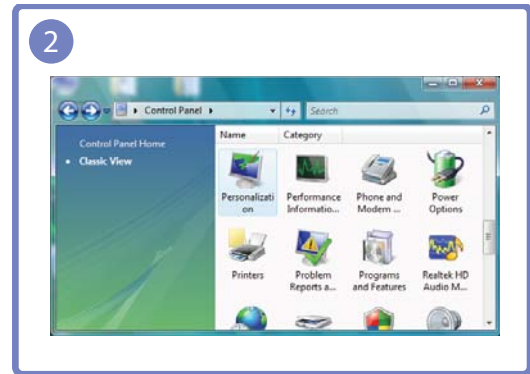 2
Control Panel
Search
Control Panel Home
Classic View
Name Category
Personalizati
on
Performance
Informatio...
Phone and
Modem ...
Power
Options
Printers
Problem
Reports a...
Programs
and Features
Realtek HD
Audio M...